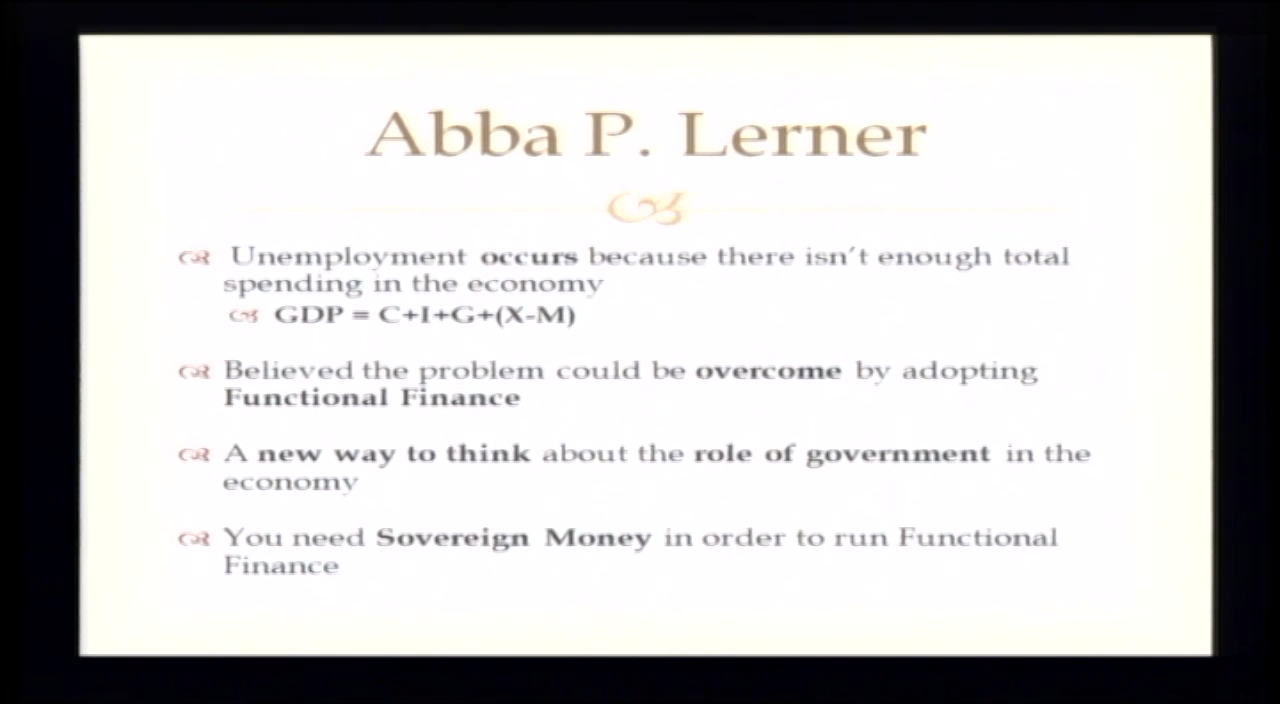 Abba P. Lerner
Unemployment occurs because there isn't enough total
spending in the economy
GDP = C+I+G+(X-M)
Believed the problem could be overcome by adopting
Functional Finance
A new way to think about the role of government in the
economy
You need Sovereign Money in order to run Functional
Finance